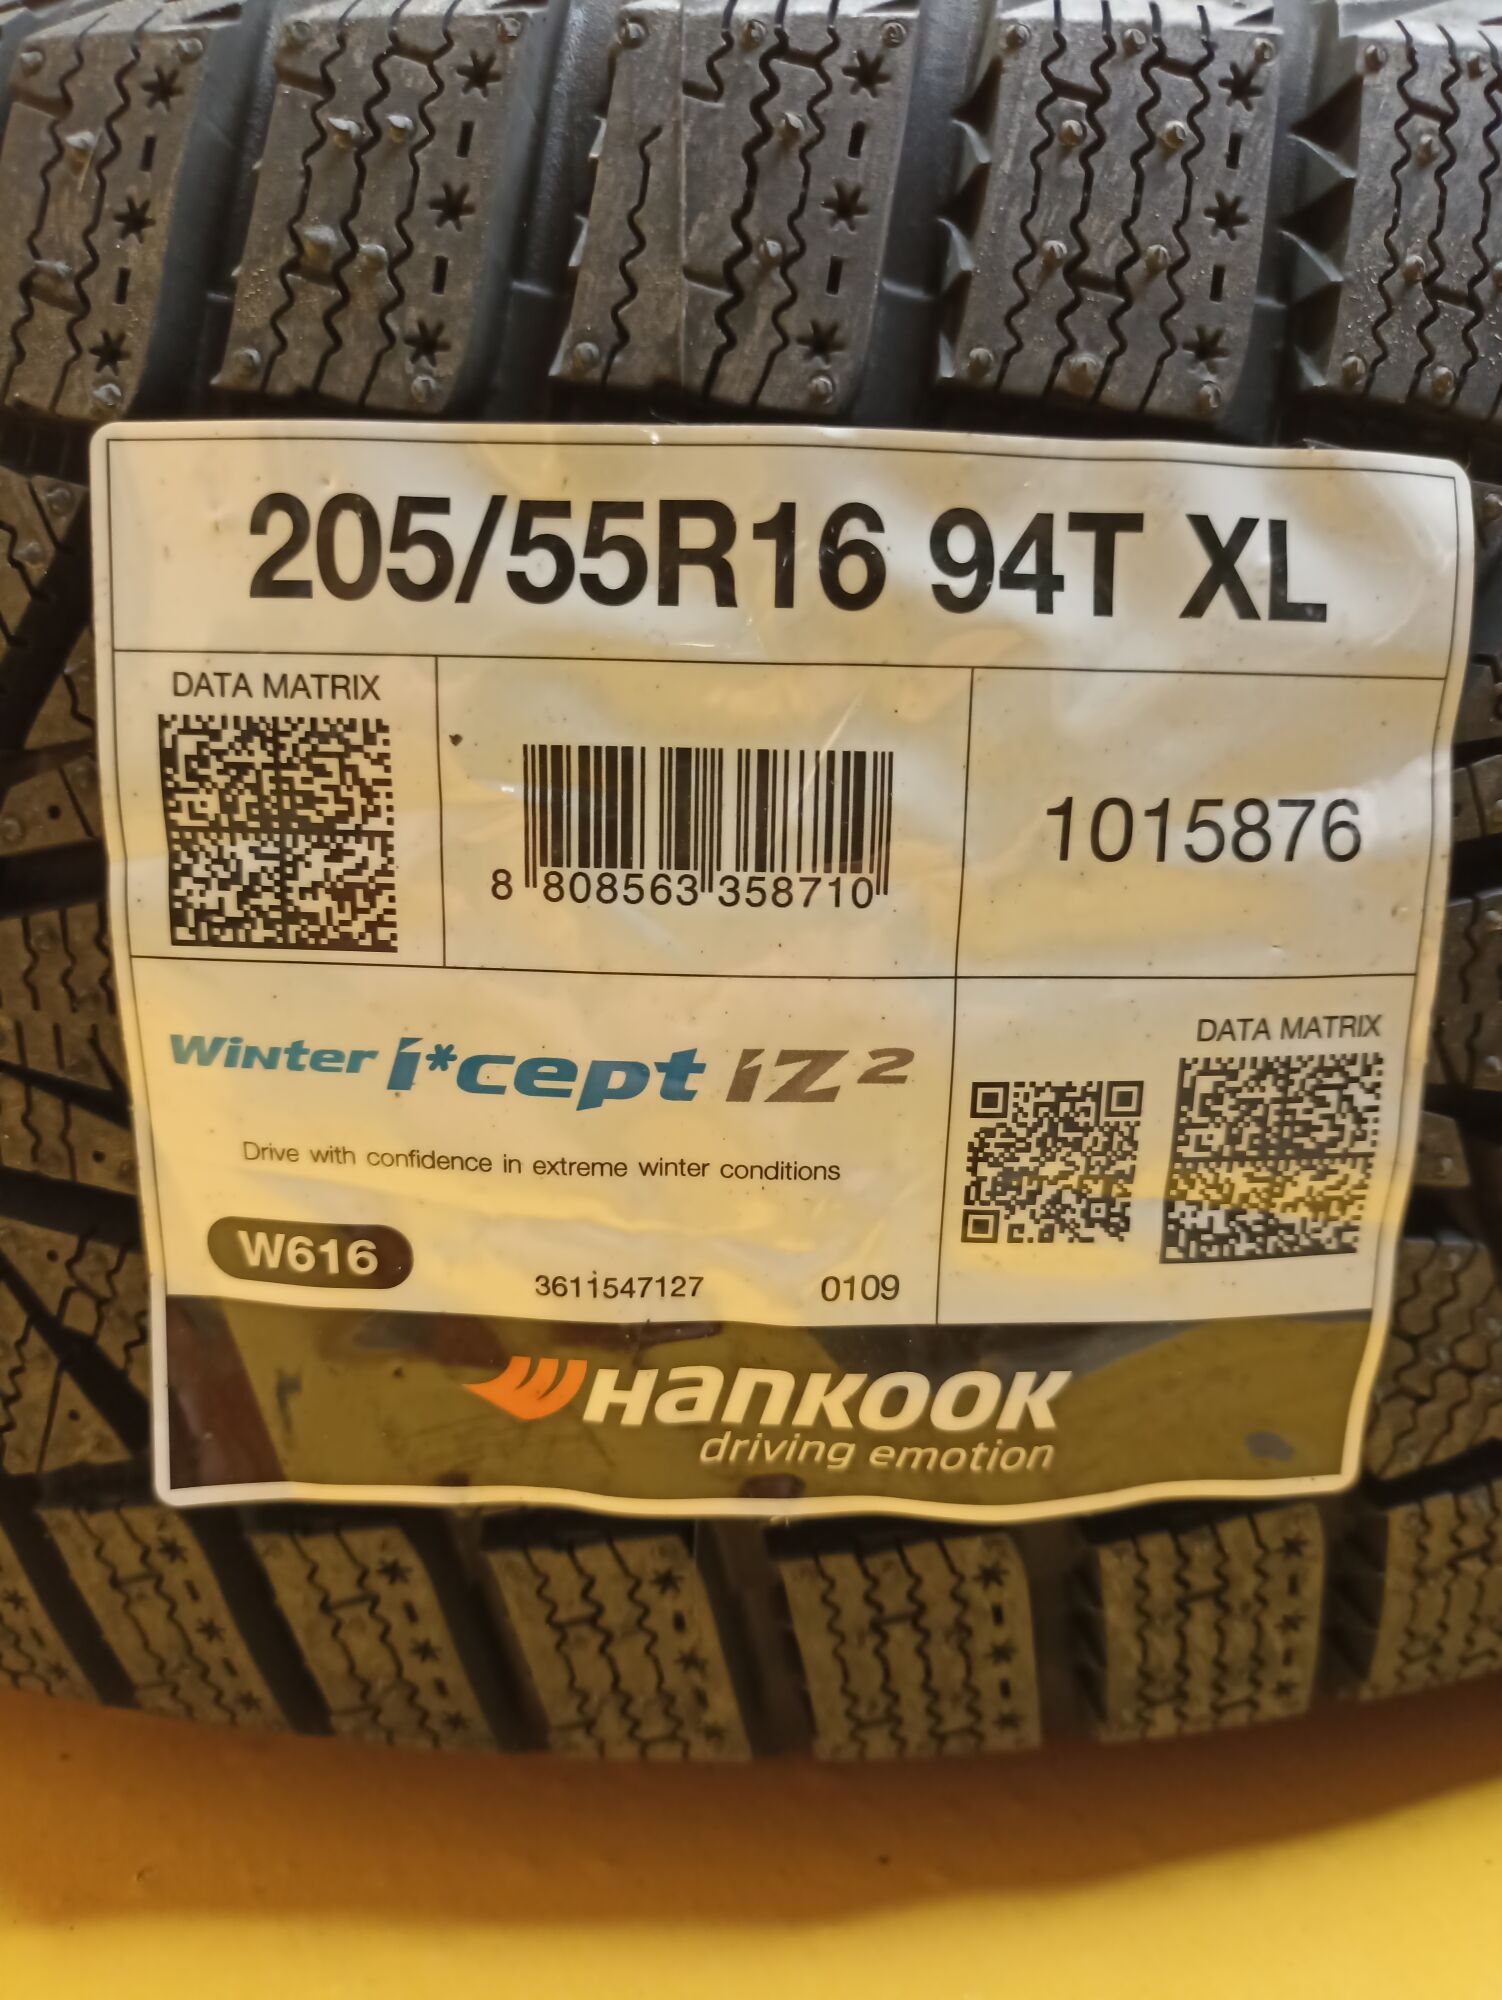 205/55R16 94T XL
DATA MATRIX
8 808563 358710
1015876
Winter i*cept iZ2
Drive with confidence in extreme winter conditions
W616
3611547127 0109
DATA MATRIX
Hankook
driving emotion